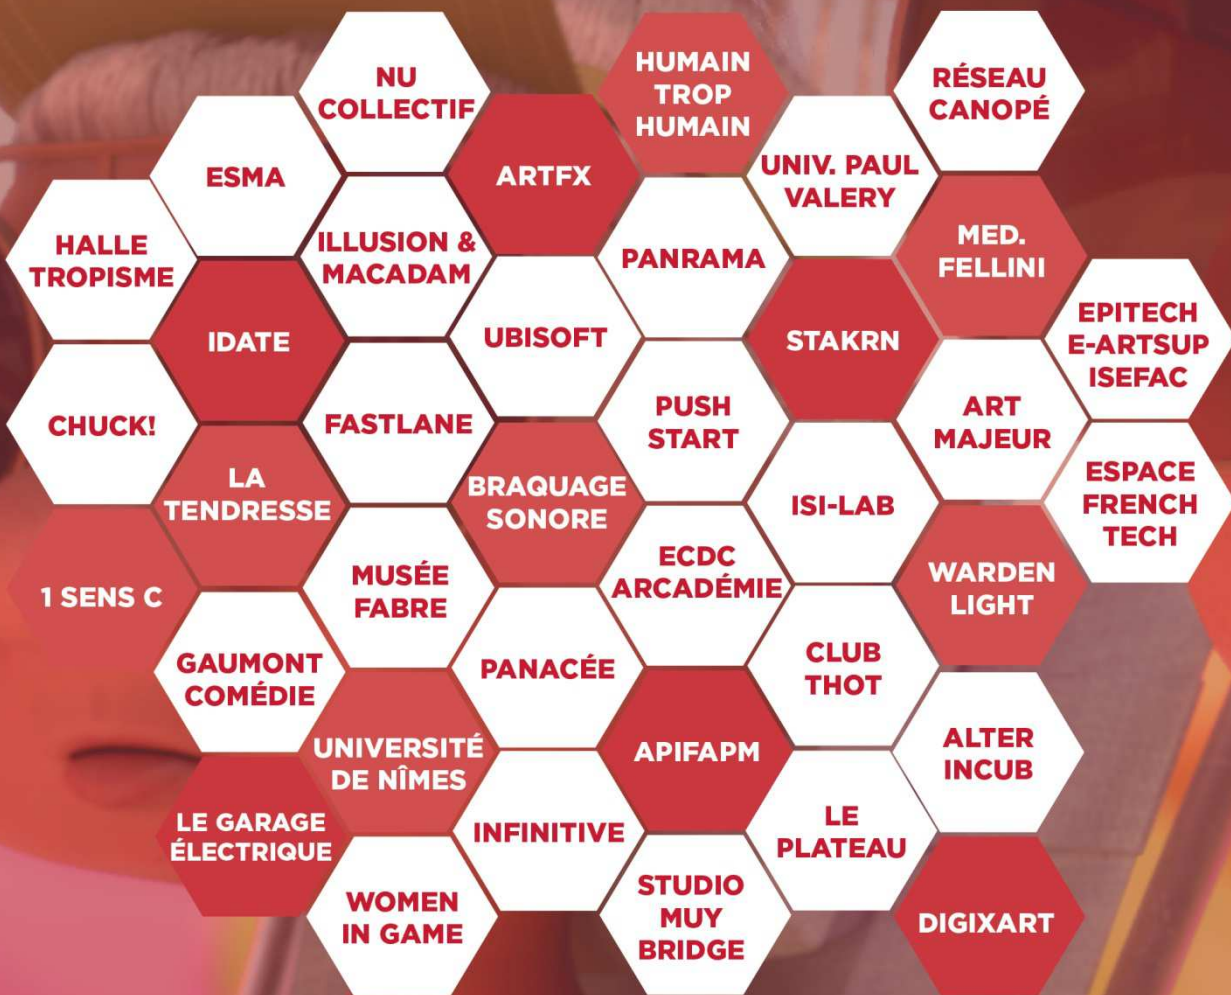 NU
COLLECTIF
HUMAIN
TROP
HUMAIN
RÉSEAU
CANOPÉ
ESMA
ARTFX
UNIV. PAUL
VALERY
HALLE
TROPISME
ILLUSION &
MACADAM
PANRAMA
MED.
FELLINI
IDATE
UBISOFT
STAKRN
EPITECH
E-ARTSUP
ISEFAC
CHUCK!
FASTLANE
PUSH
START
ART
MAJEUR
LA
TENDRESSE
BRAQUAGE
SONORE
ISI-LAB
ESPACE
FRENCH
TECH
1 SENS C
MUSÉE
FABRE
ECDC
ARCADÉMIE
WARDEN
LIGHT
GAUMONT
COMÉDIE
PANACÉE
CLUB
THOT
UNIVERSITÉ
DE NÎMES
APIFAPM
ALTER
INCUB
LE GARAGE
ÉLECTRIQUE
INFINITIVE
LE
PLATEAU
WOMEN
IN GAME
STUDIO
MUY
BRIDGE
DIGIXART